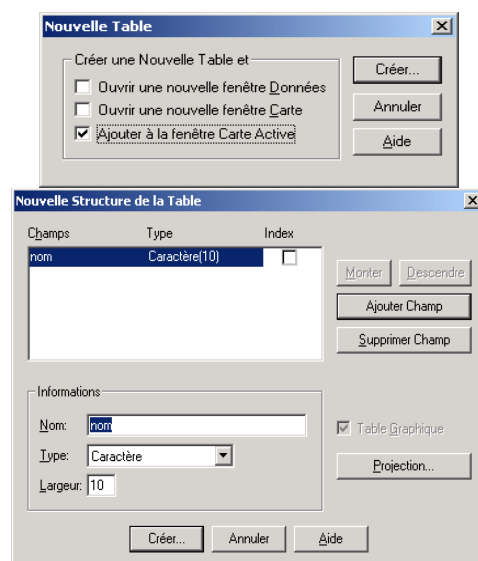 Nouvelle Table
Créer une Nouvelle Table et
Ouvrir une nouvelle fenêtre Données
Ouvrir une nouvelle fenêtre Carte
Ajouter à la fenêtre Carte Active
Créer...
Annuler
Aide
Nouvelle Structure de la Table
Champs Type Index
nom Caractère(10)
Monter Descendre
Ajouter Champ
Supprimer Champ
Informations
Nom: nom
Type: Caractère
Largeur: 10
Table Graphique
Projection...
Créer... Annuler Aide